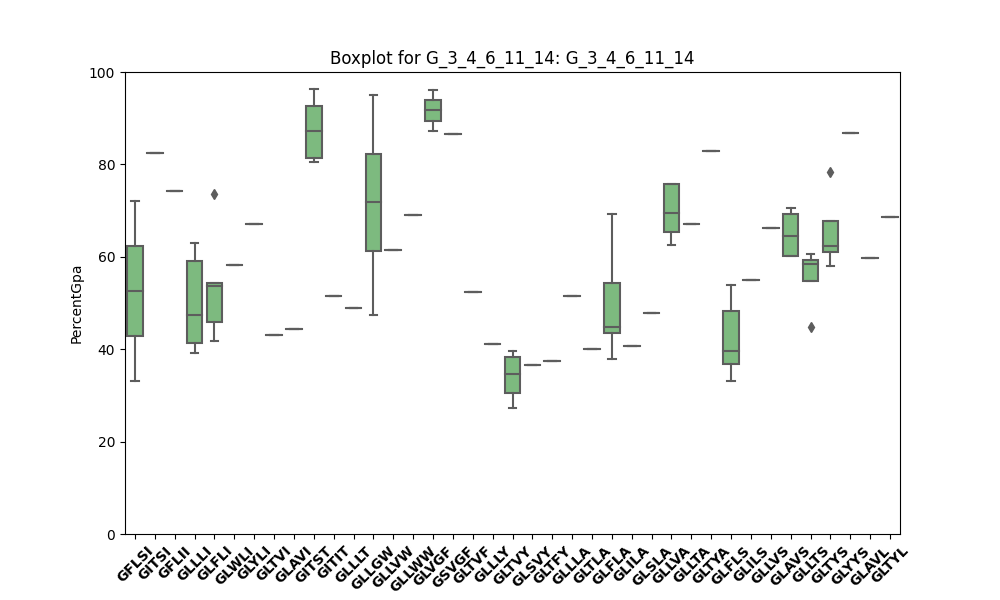 Boxplot for G_3_4_6_11_14: G_3_4_6_11_14
PercentGpa
100
80
60
40
20
0
GFLSI
GITSI
GFLII
GLLLI
GLFLI
GLWLI
GLYLI
GLTVI
GLAVI
GITST
GITIT
GLLLT
GLLGW
GLLVW
GLLWW
GLVGF
GSVGF
GLTVF
GLLLY
GLTVY
GLSVY
GLTFY
GLLLA
GLTLA
GLFLA
GLILA
GLSLA
GLLVA
GLLTA
GLTYA
GLFLS
GLILS
GLLVS
GLAVS
GLLTS
GLTYS
GLYYS
GLAVL
GLTYL